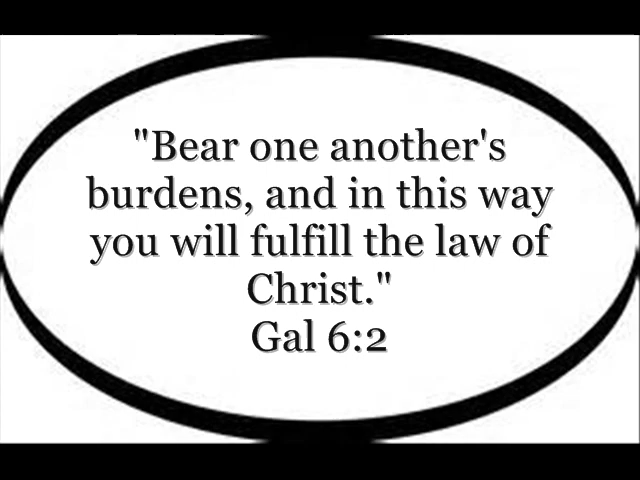 "Bear one another's
burdens, and in this way
you will fulfill the law of
Christ."
Gal 6:2